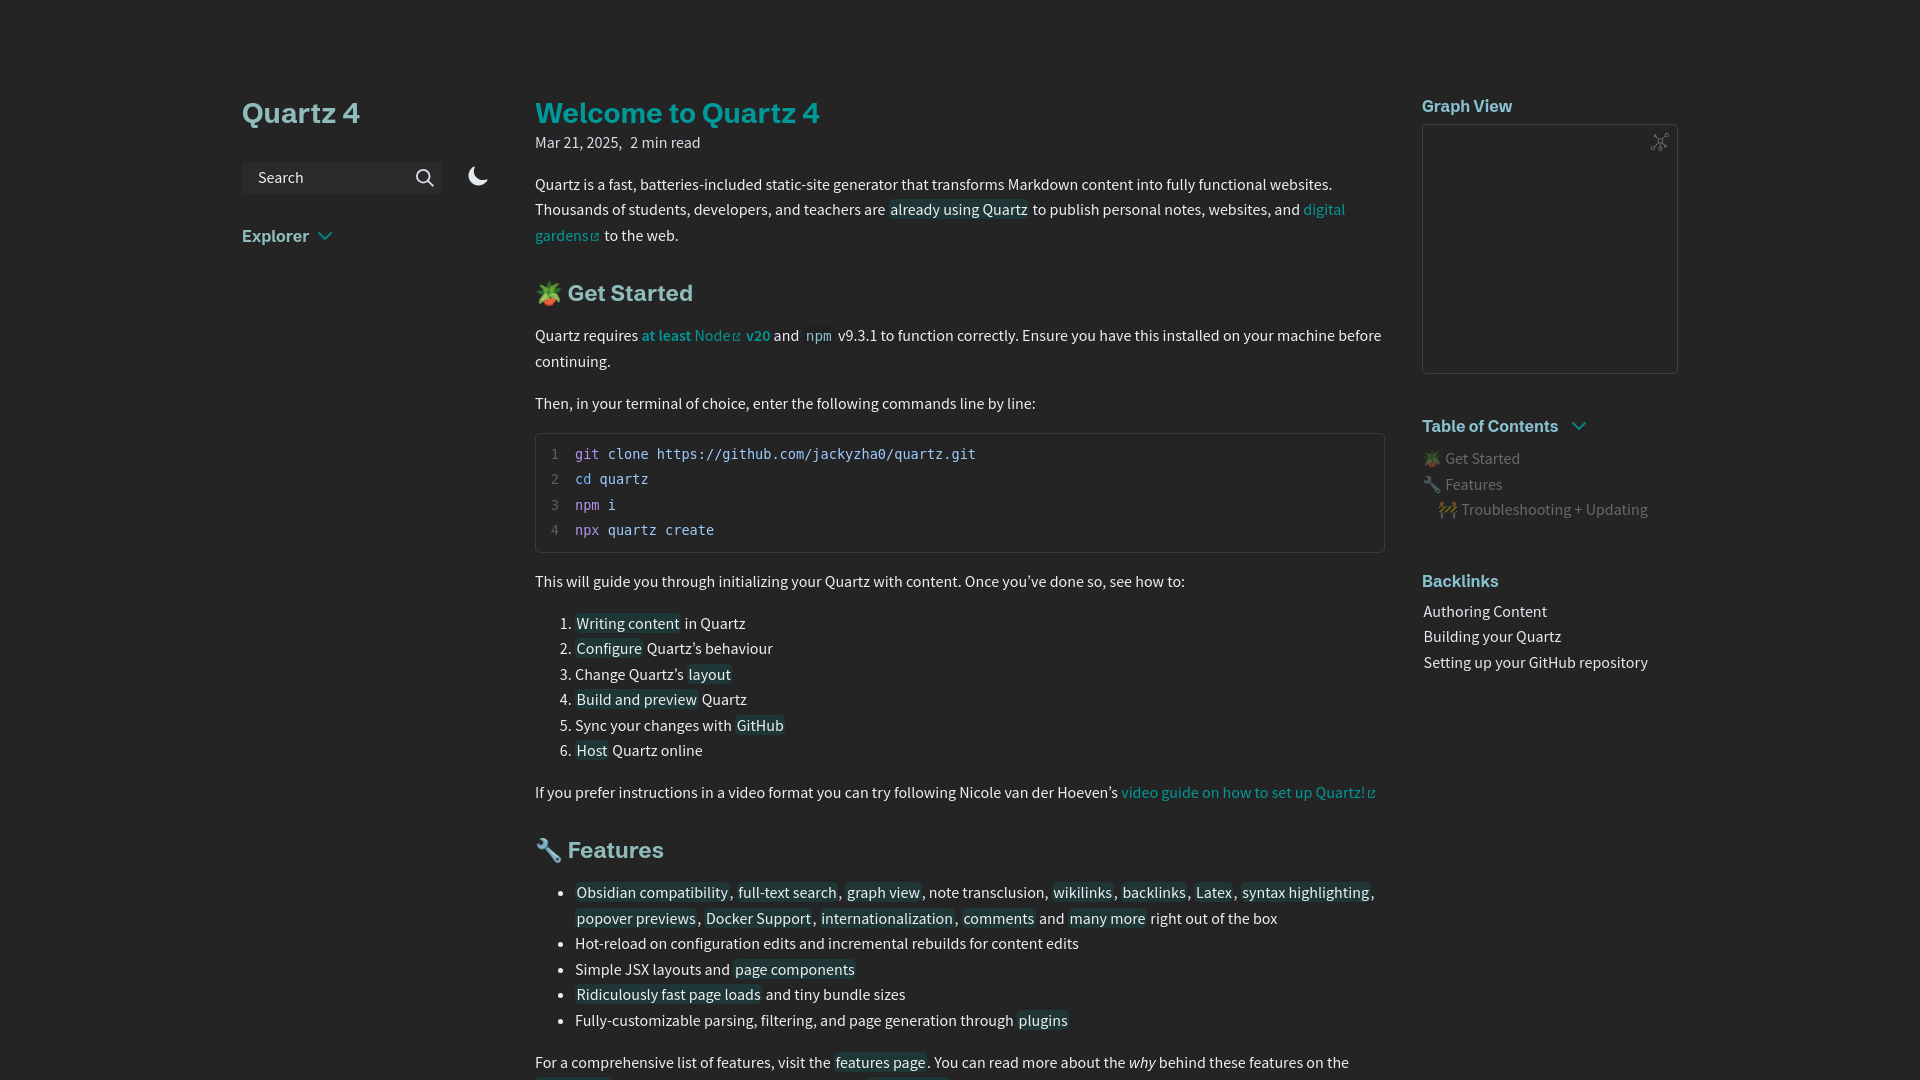 Quartz 4
Search
Explorer
Welcome to Quartz 4
Mar 21, 2025, 2 min read
Quartz is a fast, batteries-included static-site generator that transforms Markdown content into fully functional websites.
Thousands of students, developers, and teachers are already using Quartz to publish personal notes, websites, and digital
gardens to the web.
🪴 Get Started
Quartz requires at least Node v20 and npm v9.3.1 to function correctly. Ensure you have this installed on your machine before
continuing.
Then, in your terminal of choice, enter the following commands line by line:
1 git clone https://github.com/jackyzha0/quartz.git
2 cd quartz
3 npm i
4 npx quartz create
This will guide you through initializing your Quartz with content. Once you’ve done so, see how to:
1. Writing content in Quartz
2. Configure Quartz’s behaviour
3. Change Quartz’s layout
4. Build and preview Quartz
5. Sync your changes with GitHub
6. Host Quartz online
If you prefer instructions in a video format you can try following Nicole van der Hoeven’s video guide on how to set up Quartz!
🔧 Features
• Obsidian compatibility, full-text search, graph view, note transclusion, wikilinks, backlinks, Latex, syntax highlighting,
popover previews, Docker Support, internationalization, comments and many more right out of the box
• Hot-reload on configuration edits and incremental rebuilds for content edits
• Simple JSX layouts and page components
• Ridiculously fast page loads and tiny bundle sizes
• Fully-customizable parsing, filtering, and page generation through plugins
For a comprehensive list of features, visit the features page. You can read more about the why behind these features on the
Graph View
Table of Contents
🪴 Get Started
🔧 Features
🚧 Troubleshooting + Updating
Backlinks
Authoring Content
Building your Quartz
Setting up your GitHub repository